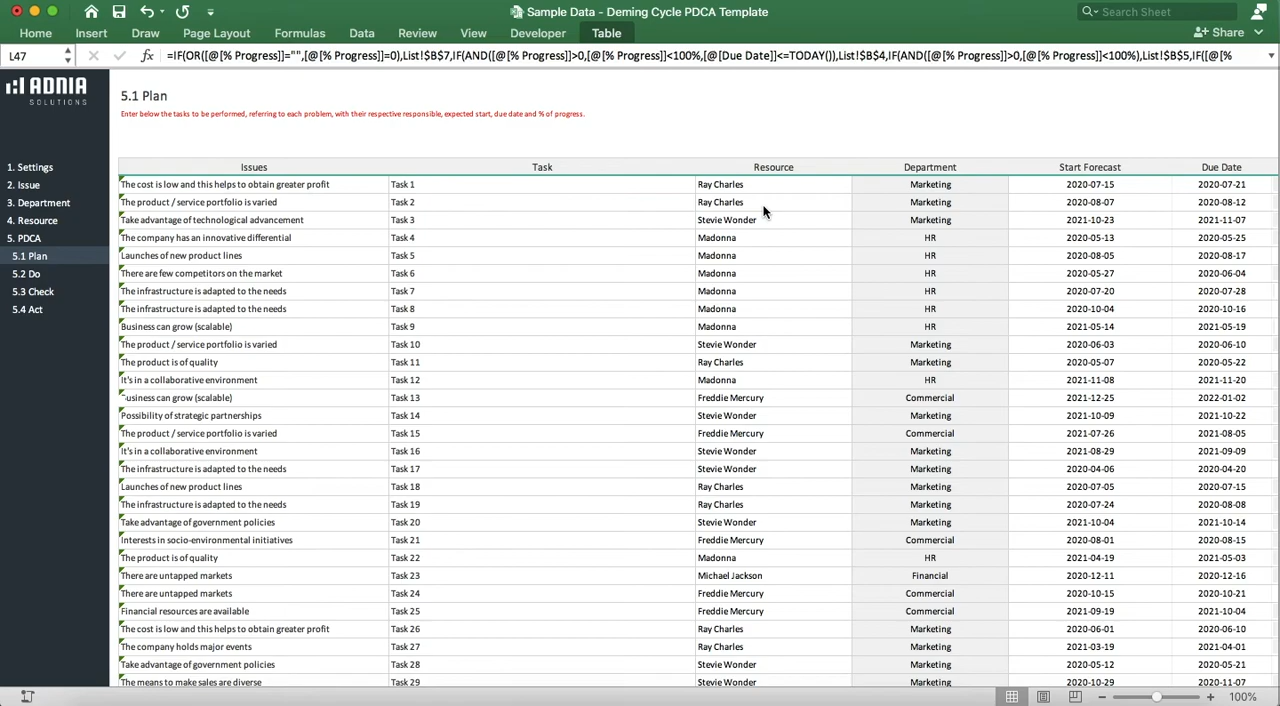 Sample Data - Deming Cycle PDCA Template
Search Sheet
Home Insert Draw Page Layout Formulas Data Review View Developer Table Share
L47 fx =IF(OR([@[% Progress]]="",[@[% Progress]]=0),List!$B$7,IF(AND([@[% Progress]]>0,[@[% Progress]]<100%,[@[Due Date]]<=TODAY()),List!$B$4,IF(AND([@[% Progress]]>0,[@[% Progress]]<100%),List!$B$5,IF([@[%
ADNIA
SOLUTIONS
1. Settings
2. Issue
3. Department
4. Resource
5. PDCA
5.1 Plan
5.2 Do
5.3 Check
5.4 Act
5.1 Plan
Enter below the tasks to be performed, referring to each problem, with their respective responsible, expected start, due date and % of progress.
Issues Task Resource Department Start Forecast Due Date
The cost is low and this helps to obtain greater profit Task 1 Ray Charles Marketing 2020-07-15 2020-07-21
The product / service portfolio is varied Task 2 Ray Charles Marketing 2020-08-07 2020-08-12
Take advantage of technological advancement Task 3 Stevie Wonder Marketing 2021-10-23 2021-11-07
The company has an innovative differential Task 4 Madonna HR 2020-05-13 2020-05-25
Launches of new product lines Task 5 Madonna HR 2020-08-05 2020-08-17
There are few competitors on the market Task 6 Madonna HR 2020-05-27 2020-06-04
The infrastructure is adapted to the needs Task 7 Madonna HR 2020-07-20 2020-07-28
The infrastructure is adapted to the needs Task 8 Madonna HR 2020-10-04 2020-10-16
Business can grow (scalable) Task 9 Madonna HR 2021-05-14 2021-05-19
The product / service portfolio is varied Task 10 Stevie Wonder Marketing 2020-06-03 2020-06-10
The product is of quality Task 11 Ray Charles Marketing 2020-05-07 2020-05-22
It's in a collaborative environment Task 12 Madonna HR 2021-11-08 2021-11-20
Business can grow (scalable) Task 13 Freddie Mercury Commercial 2021-12-25 2022-01-02
Possibility of strategic partnerships Task 14 Stevie Wonder Marketing 2021-10-09 2021-10-22
The product / service portfolio is varied Task 15 Freddie Mercury Commercial 2021-07-26 2021-08-05
It's in a collaborative environment Task 16 Stevie Wonder Marketing 2021-08-29 2021-09-09
The infrastructure is adapted to the needs Task 17 Stevie Wonder Marketing 2020-04-06 2020-04-20
Launches of new product lines Task 18 Ray Charles Marketing 2020-07-05 2020-07-15
The infrastructure is adapted to the needs Task 19 Ray Charles Marketing 2020-07-24 2020-08-08
Take advantage of government policies Task 20 Stevie Wonder Marketing 2021-10-04 2021-10-14
Interests in socio-environmental initiatives Task 21 Freddie Mercury Commercial 2020-08-01 2020-08-15
The product is of quality Task 22 Madonna HR 2021-04-19 2021-05-03
There are untapped markets Task 23 Michael Jackson Financial 2020-12-11 2020-12-16
There are untapped markets Task 24 Freddie Mercury Commercial 2020-10-15 2020-10-21
Financial resources are available Task 25 Freddie Mercury Commercial 2021-09-19 2021-10-04
The cost is low and this helps to obtain greater profit Task 26 Ray Charles Marketing 2020-06-01 2020-06-10
The company holds major events Task 27 Ray Charles Marketing 2021-03-19 2021-04-01
Take advantage of government policies Task 28 Stevie Wonder Marketing 2020-05-12 2020-05-21
The means to make sales are diverse Task 29 Stevie Wonder Marketing 2020-10-29 2020-11-07
100%